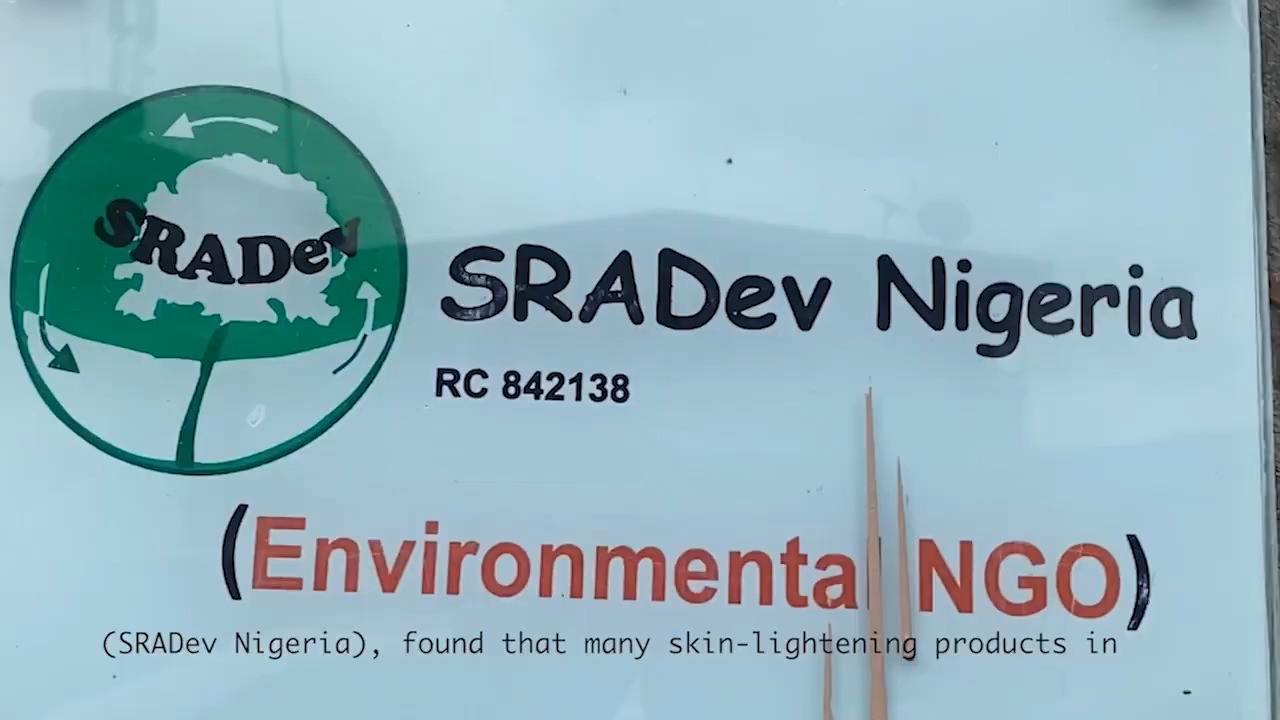 SRADev
SRADev Nigeria
RC 842138
(Environmental NGO)
(SRADev Nigeria), found that many skin-lightening products in